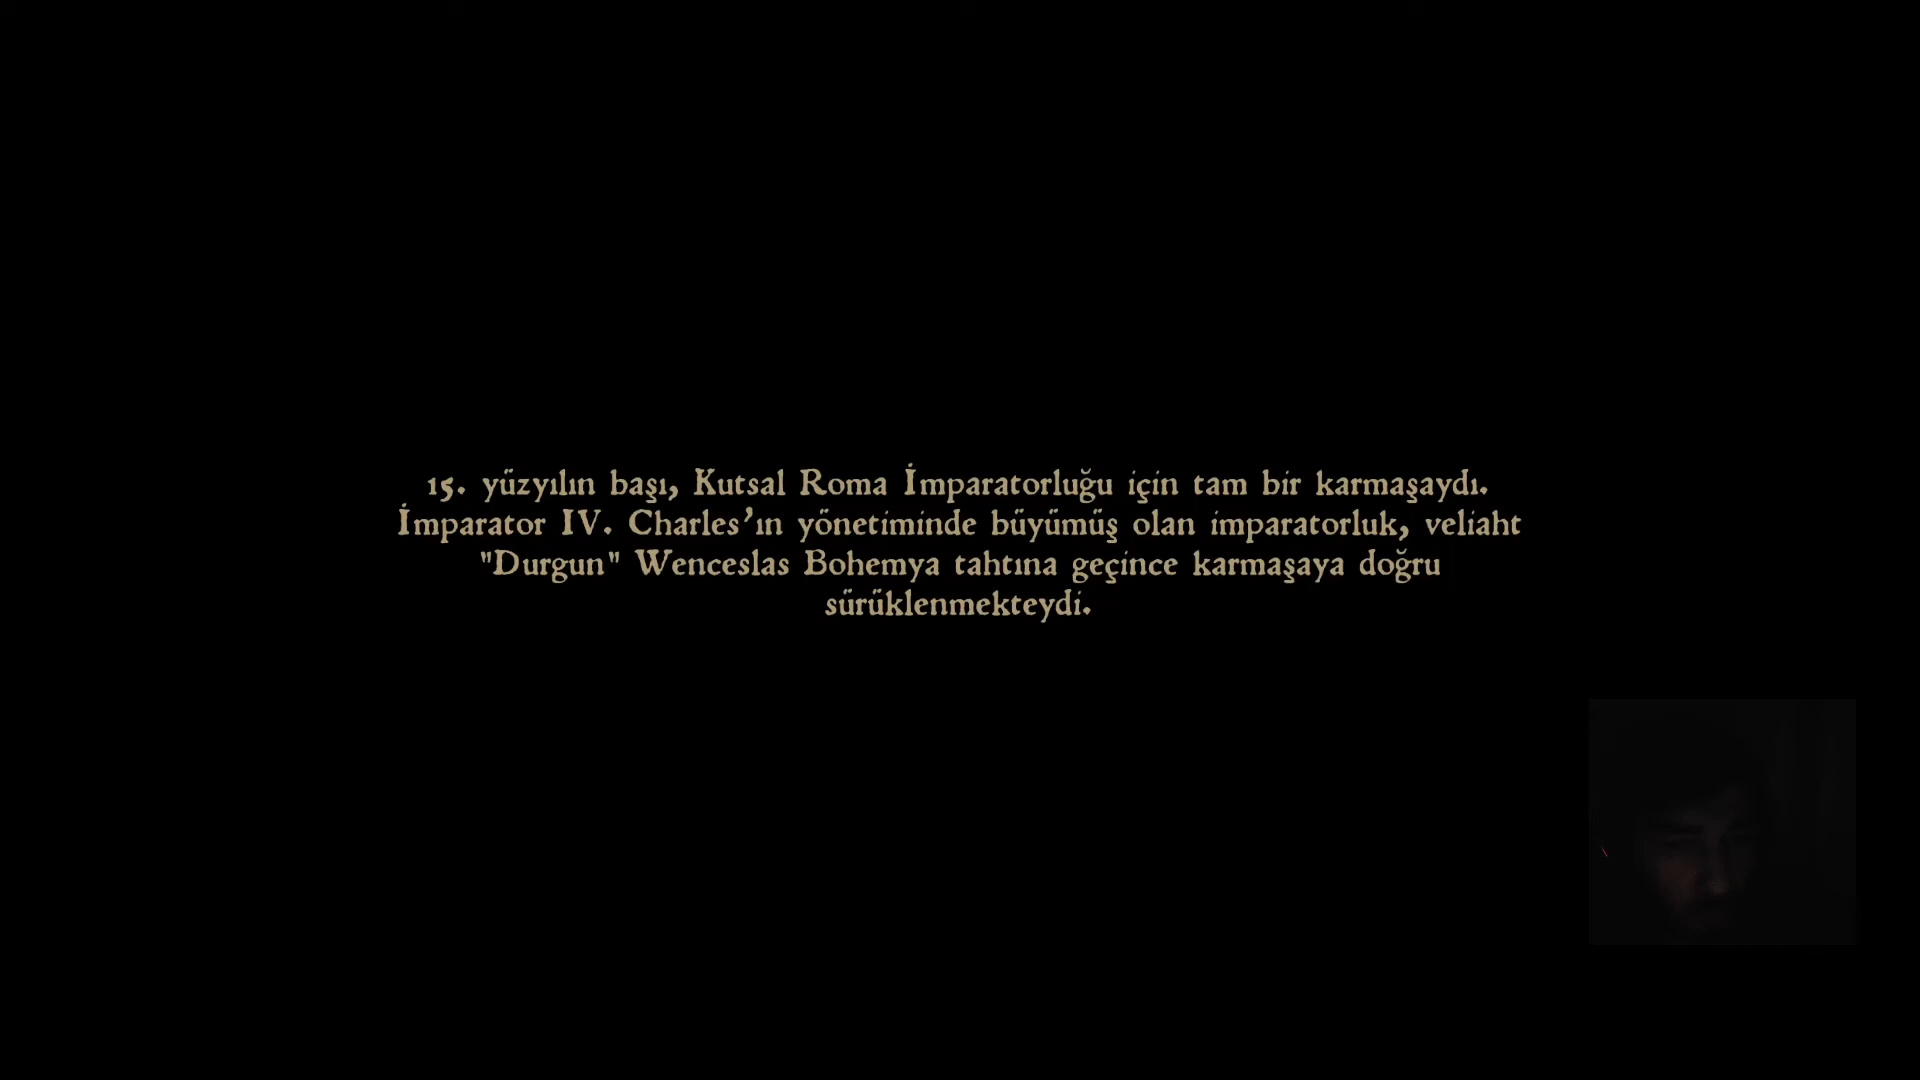 15. yüzyılın başı, Kutsal Roma İmparatorluğu için tam bir karmaşaydı.
İmparator IV. Charles'ın yönetiminde büyümüş olan imparatorluk, veliaht
"Durgun" Wenceslas Bohemya tahtına geçince karmaşaya doğru
sürüklenmekteydi.